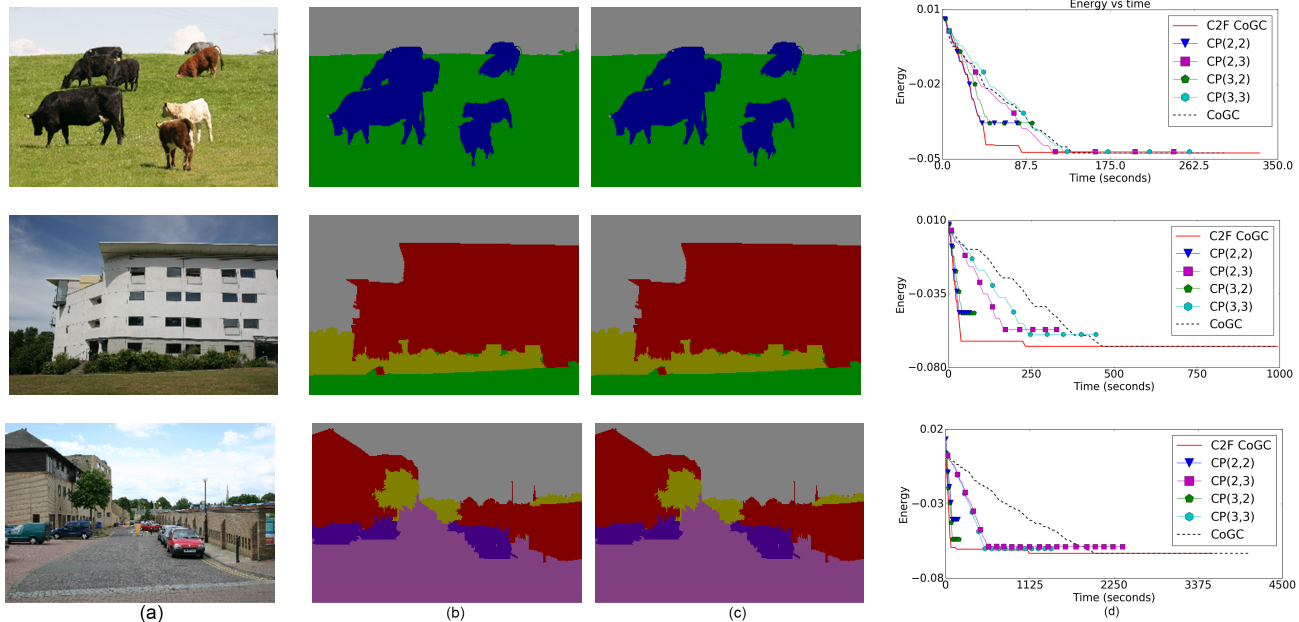 Energy vs time
0.01
−0.02
−0.05
Energy
0.0
87.5
175.0
262.5
350.0
Time (seconds)
C2F CoGC
CP(2,2)
CP(2,3)
CP(3,2)
CP(3,3)
CoGC
0.010
−0.035
−0.080
Energy
0
250
500
750
1000
Time (seconds)
C2F CoGC
CP(2,2)
CP(2,3)
CP(3,2)
CP(3,3)
CoGC
0.02
−0.03
−0.08
Energy
0
1125
2250
3375
4500
Time (seconds)
C2F CoGC
CP(2,2)
CP(2,3)
CP(3,2)
CP(3,3)
CoGC
(a)
(b)
(c)
(d)